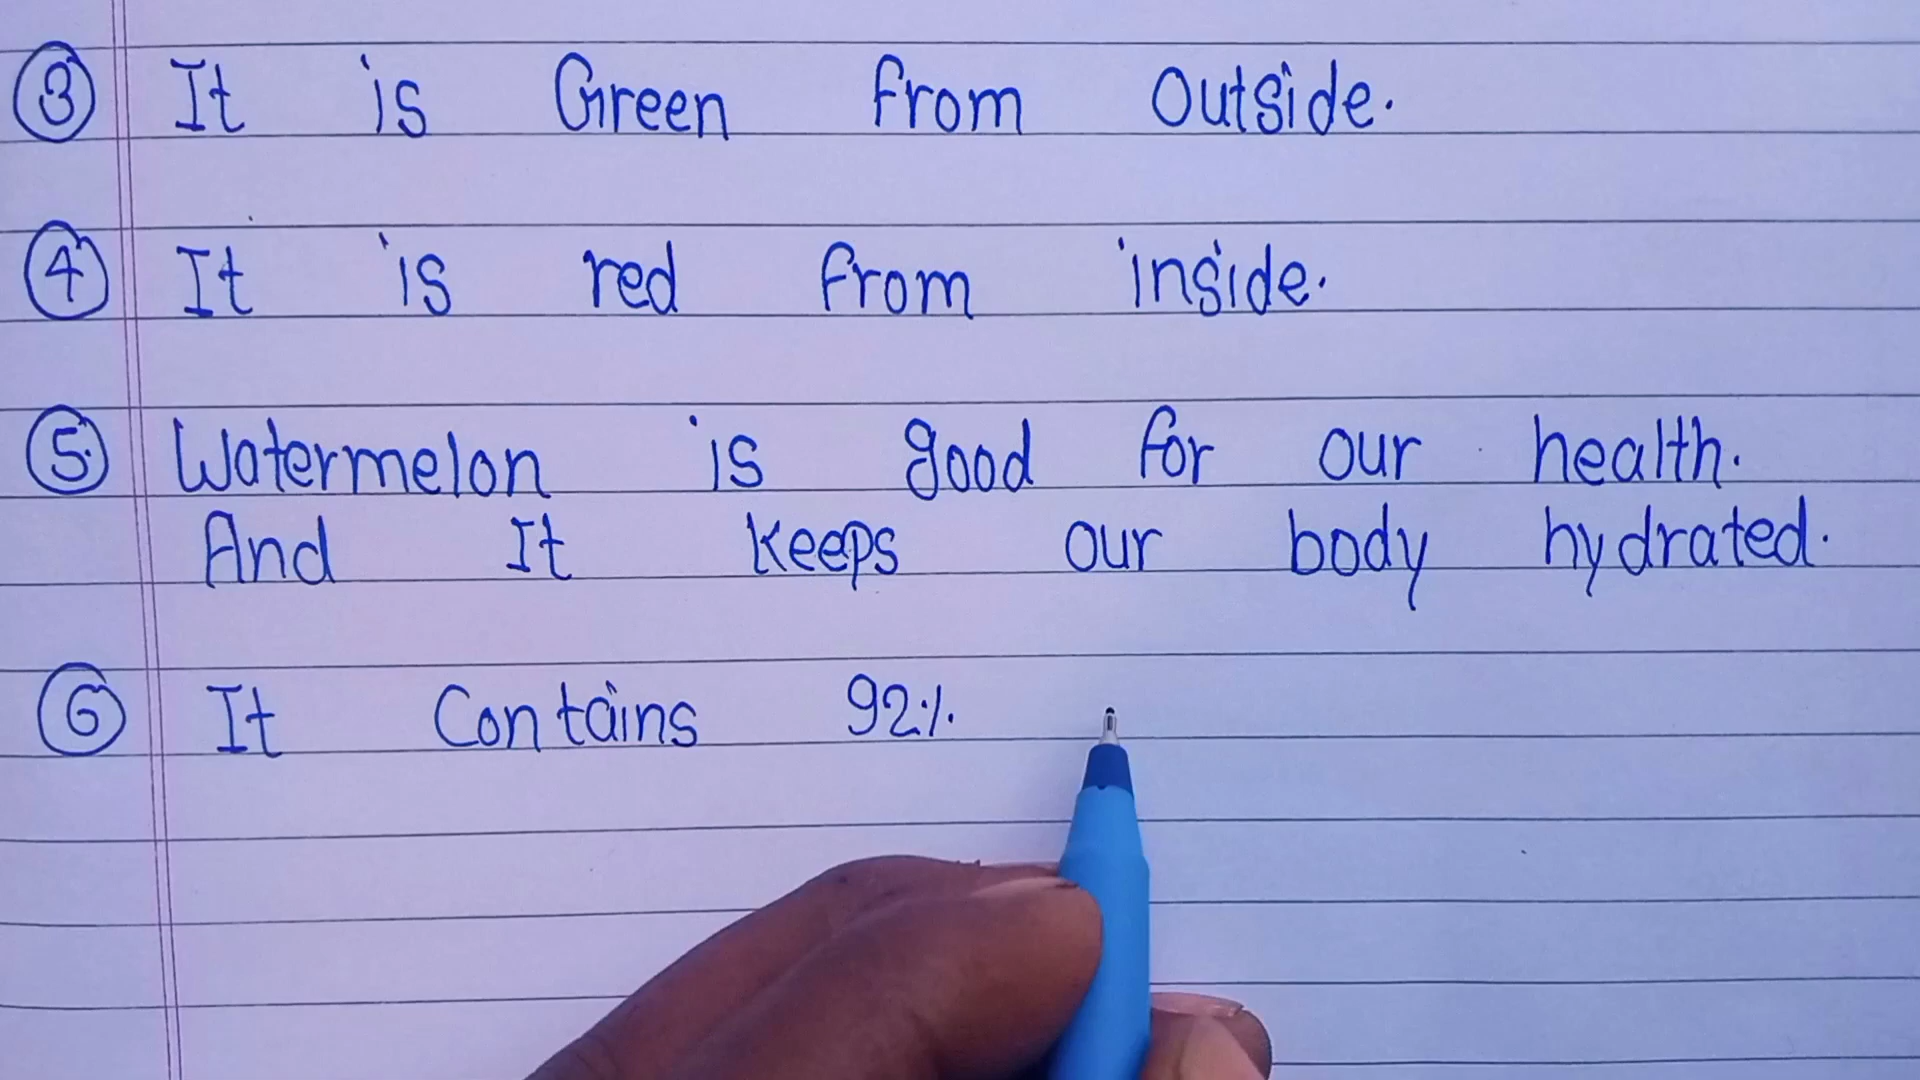 ③ It is Green from Outside.
④ It is red from inside.
⑤ Watermelon is good for our health.
And It keeps our body hydrated.
⑥ It Contains 92%